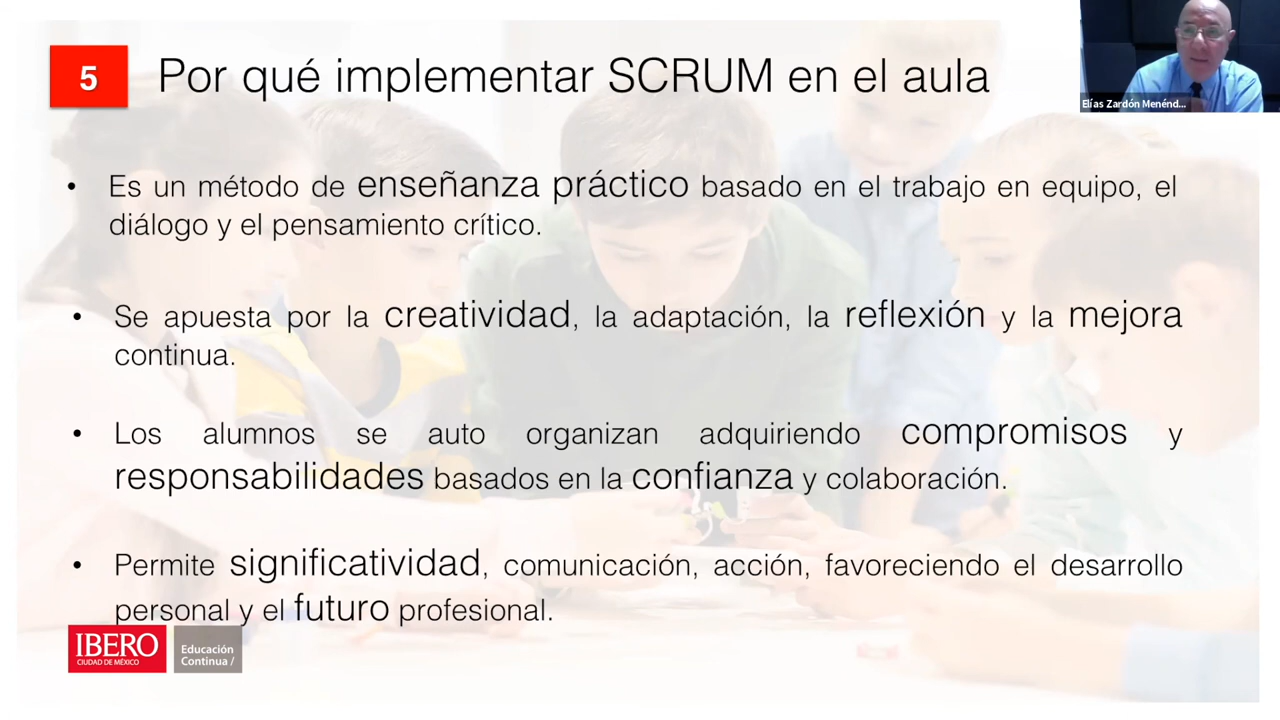 5
Por qué implementar SCRUM en el aula
Elías Zardón Menénd...
• Es un método de enseñanza práctico basado en el trabajo en equipo, el
diálogo y el pensamiento crítico.
• Se apuesta por la creatividad, la adaptación, la reflexión y la mejora
continua.
• Los alumnos se auto organizan adquiriendo compromisos y
responsabilidades basados en la confianza y colaboración.
• Permite significatividad, comunicación, acción, favoreciendo el desarrollo
personal y el futuro profesional.
IBERO
CIUDAD DE MÉXICO
Educación
Continua /